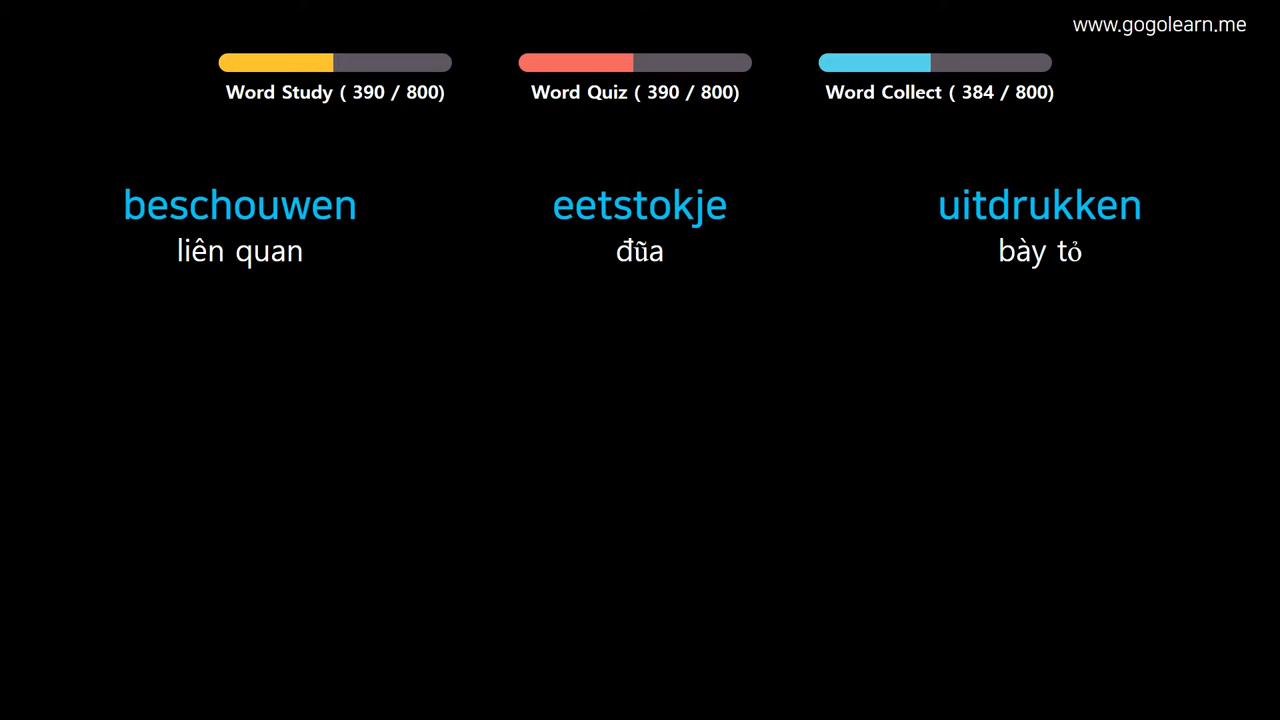 www.gogolearn.me
Word Study ( 390 / 800)
Word Quiz ( 390 / 800)
Word Collect ( 384 / 800)
beschouwen
liên quan
eetstokje
đũa
uitdrukken
bày tỏ